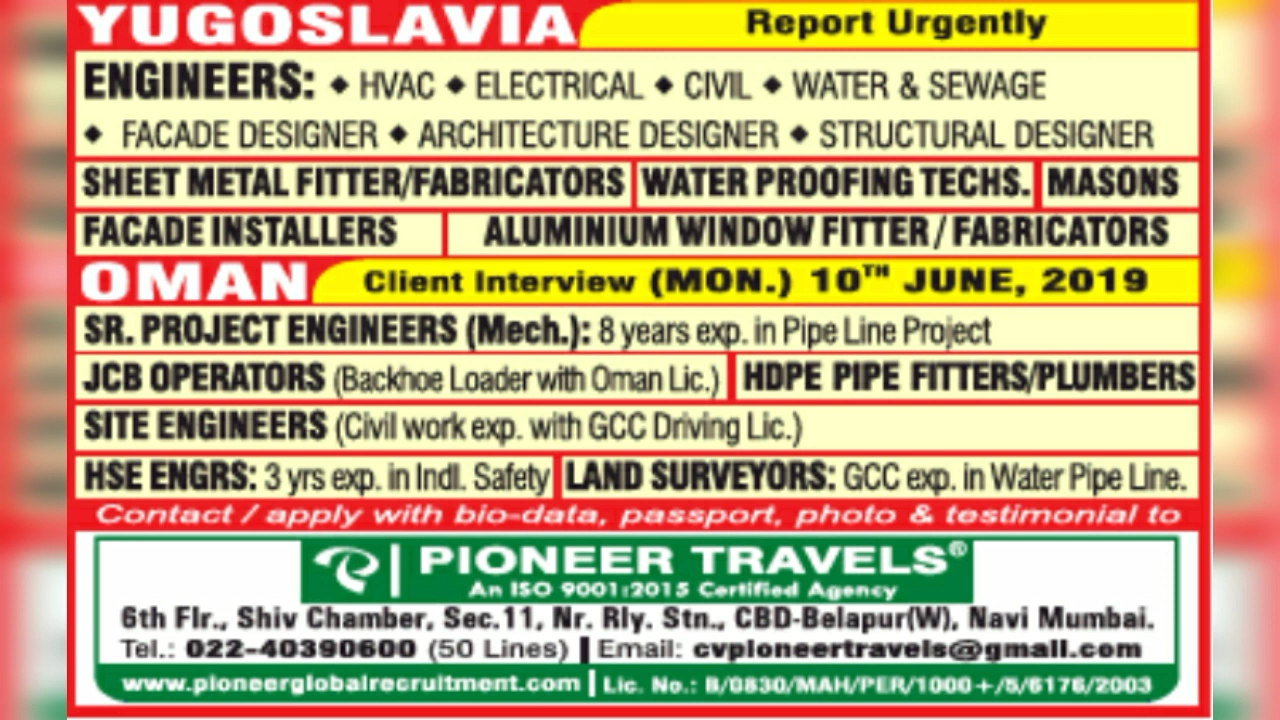 YUGOSLAVIA Report Urgently
ENGINEERS: ◆ HVAC ◆ ELECTRICAL ◆ CIVIL ◆ WATER & SEWAGE
◆ FACADE DESIGNER ◆ ARCHITECTURE DESIGNER ◆ STRUCTURAL DESIGNER
SHEET METAL FITTER/FABRICATORS WATER PROOFING TECHS. MASONS
FACADE INSTALLERS ALUMINIUM WINDOW FITTER / FABRICATORS
OMAN Client Interview (MON.) 10TH JUNE, 2019
SR. PROJECT ENGINEERS (Mech.): 8 years exp. in Pipe Line Project
JCB OPERATORS (Backhoe Loader with Oman Lic.) HDPE PIPE FITTERS/PLUMBERS
SITE ENGINEERS (Civil work exp. with GCC Driving Lic.)
HSE ENGRS: 3 yrs exp. in Indl. Safety LAND SURVEYORS: GCC exp. in Water Pipe Line.
Contact / apply with bio-data, passport, photo & testimonial to
PIONEER TRAVELS®
An ISO 9001:2015 Certified Agency
6th Flr., Shiv Chamber, Sec.11, Nr. Rly. Stn., CBD-Belapur(W), Navi Mumbai.
Tel.: 022-40390600 (50 Lines) | Email: cvpioneertravels@gmail.com
www.pioneerglobalrecruitment.com | Lic. No.: B/0830/MAH/PER/1000+/5/6176/2003